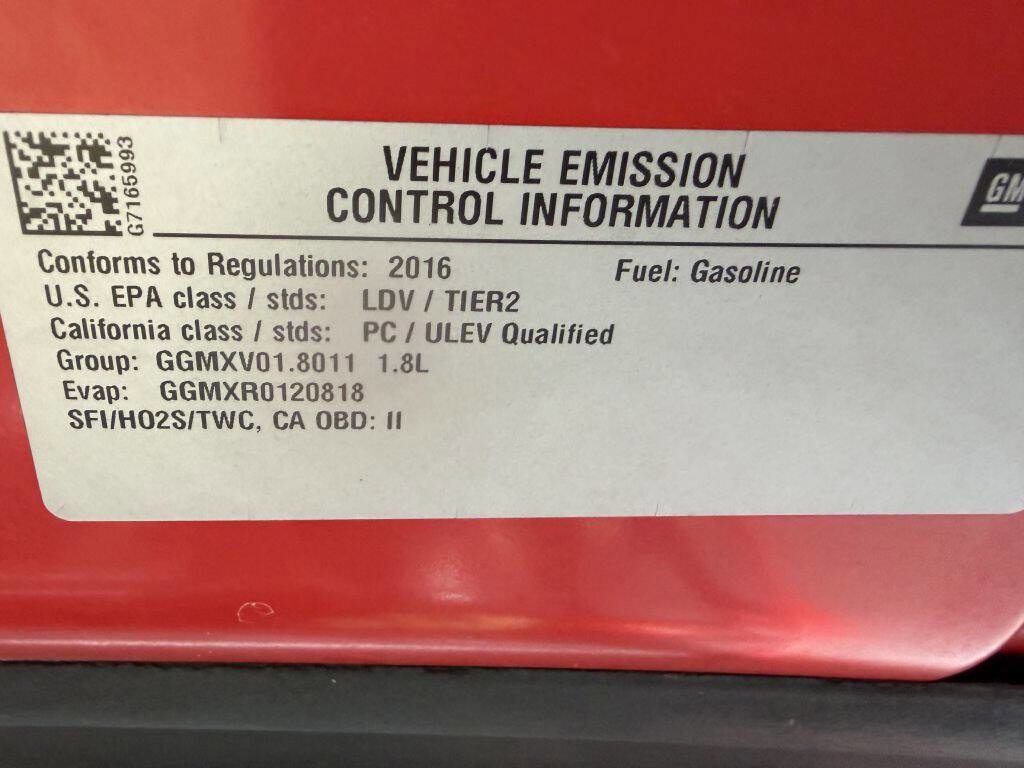 G7165993
VEHICLE EMISSION
CONTROL INFORMATION
GM
Conforms to Regulations: 2016 Fuel: Gasoline
U.S. EPA class / stds: LDV / TIER2
California class / stds: PC / ULEV Qualified
Group: GGMXV01.8011 1.8L
Evap: GGMXR0120818
SFI/HO2S/TWC, CA OBD: II